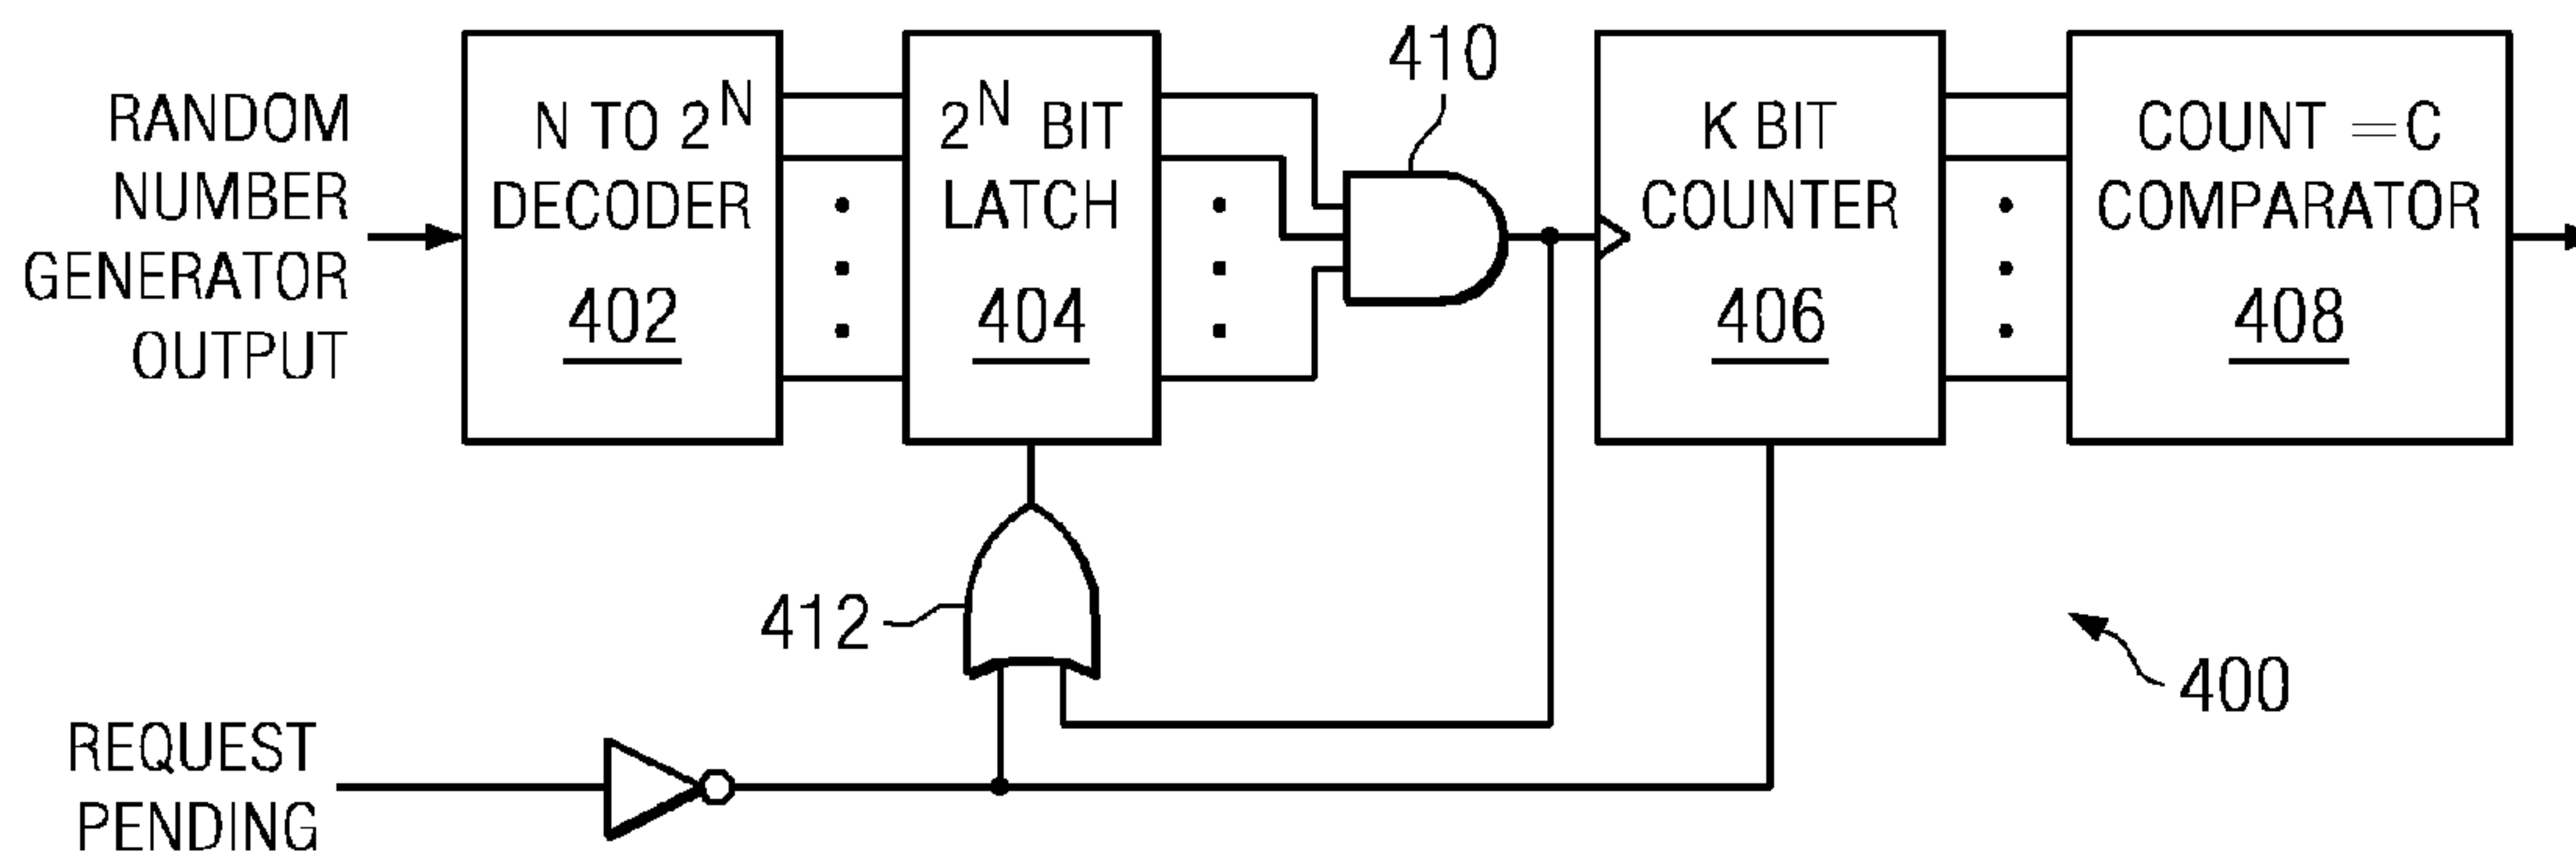 RANDOM
NUMBER
GENERATOR
OUTPUT
N TO 2^N
DECODER
402
2^N BIT
LATCH
404
410
K BIT
COUNTER
406
COUNT =C
COMPARATOR
408
412
400
REQUEST
PENDING